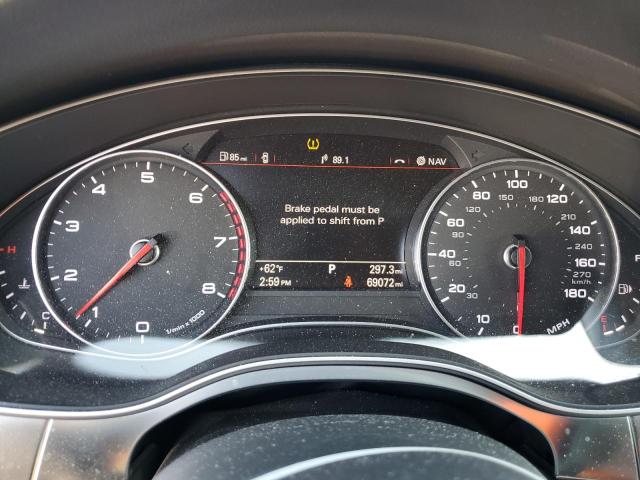 85 mi
89.1
NAV
Brake pedal must be
applied to shift from P
+62°F P 297.3 mi
2:59 PM 69072 mi
0 1 2 3 4 5 6 7 8
1/min x 1000
H
C
0 10 20 40 60 80 100 120 140 160 180
30 60 90 120 150 180 210 240 270
km/h
MPH